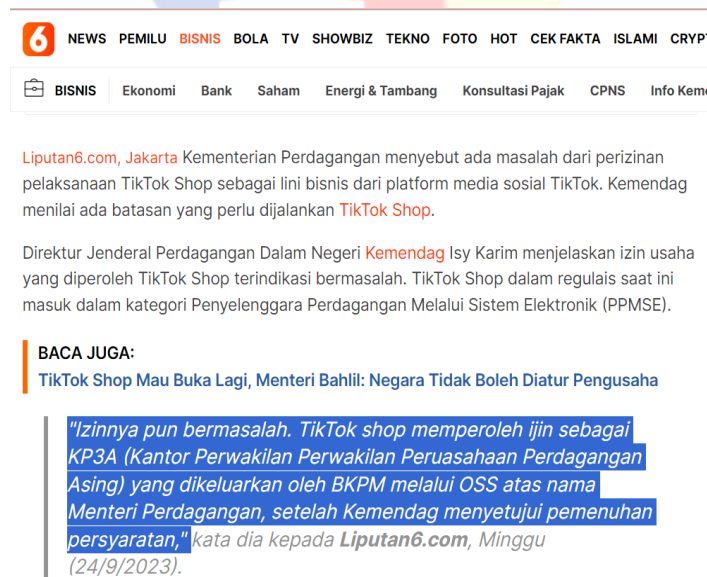 6 NEWS PEMILU BISNIS BOLA TV SHOWBIZ TEKNO FOTO HOT CEK FAKTA ISLAMI
BISNIS Ekonomi Bank Saham Energi & Tambang Konsultasi Pajak CPNS Info
Liputan6.com, Jakarta Kementerian Perdagangan menyebut ada masalah dari perizinan
pelaksanaan TikTok Shop sebagai lini bisnis dari platform media sosial TikTok. Kemendag
menilai ada batasan yang perlu dijalankan TikTok Shop.
Direktur Jenderal Perdagangan Dalam Negeri Kemendag Isy Karim menjelaskan izin usaha
yang diperoleh TikTok Shop terindikasi bermasalah. TikTok Shop dalam regulais saat ini
masuk dalam kategori Penyelenggara Perdagangan Melalui Sistem Elektronik (PPMSE).
BACA JUGA:
TikTok Shop Mau Buka Lagi, Menteri Bahlil: Negara Tidak Boleh Diatur Pengusaha
"Izinnya pun bermasalah. TikTok shop memperoleh ijin sebagai
KP3A (Kantor Perwakilan Perwakilan Peruasahaan Perdagangan
Asing) yang dikeluarkan oleh BKPM melalui OSS atas nama
Menteri Perdagangan, setelah Kemendag menyetujui pemenuhan
persyaratan," kata dia kepada Liputan6.com, Minggu
(24/9/2023).